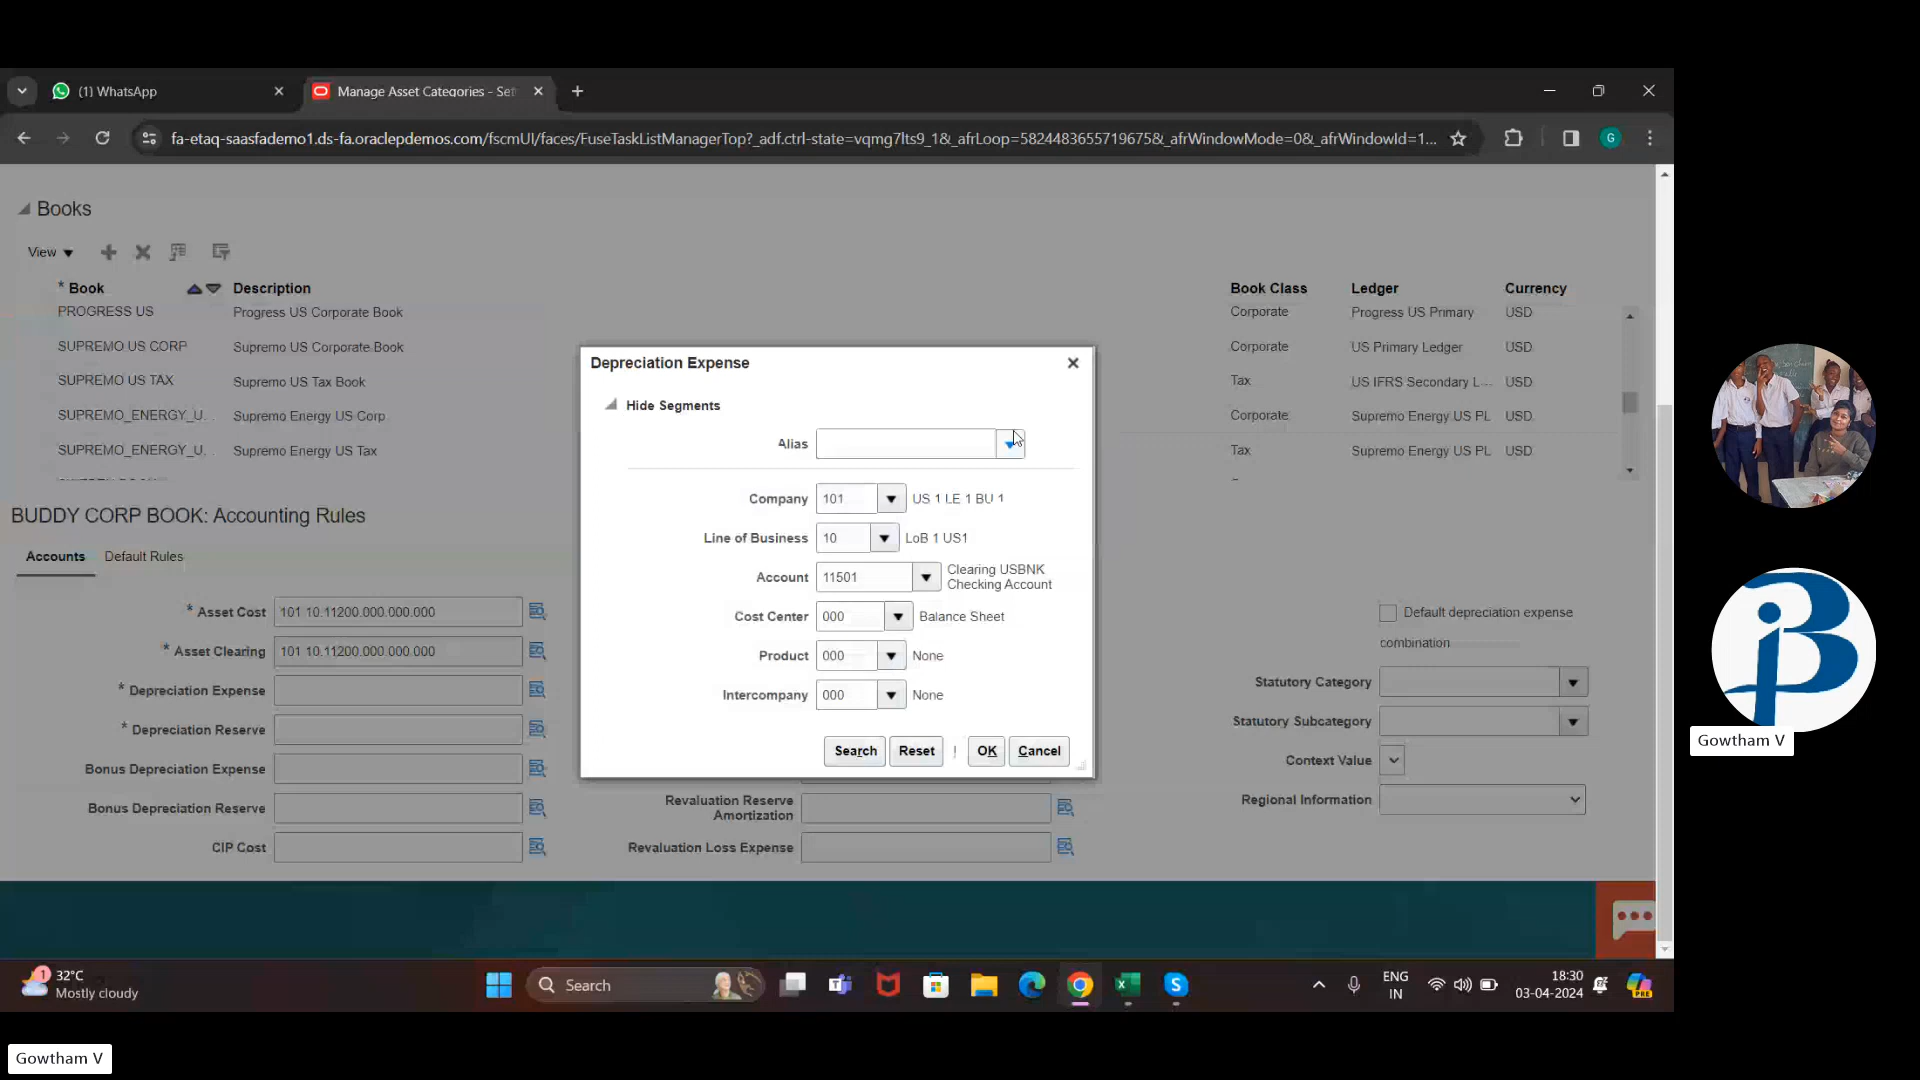 (1) WhatsApp
Manage Asset Categories - Set
fa-etaq-saasfademo1.ds-fa.oraclepdemos.com/fscmUI/faces/FuseTaskListManagerTop?_adf.ctrl-state=vqmg7lts9_1&_afrLoop=58244836557196​75&_afrWindowMode=0&_afrWindowId=1...
G
Books
View
* Book Description Book Class Ledger Currency
PROGRESS US Progress US Corporate Book Corporate Progress US Primary USD
SUPREMO US CORP Supremo US Corporate Book Corporate US Primary Ledger USD
SUPREMO US TAX Supremo US Tax Book Tax US IFRS Secondary L... USD
SUPREMO_ENERGY_U... Supremo Energy US Corp Corporate Supremo Energy US PL USD
SUPREMO_ENERGY_U... Supremo Energy US Tax Tax Supremo Energy US PL USD
Depreciation Expense
Hide Segments
Alias
Company 101 US 1 LE 1 BU 1
Line of Business 10 LoB 1 US1
Account 11501 Clearing USBNK
Checking Account
Cost Center 000 Balance Sheet
Product 000 None
Intercompany 000 None
Search Reset OK Cancel
BUDDY CORP BOOK: Accounting Rules
Accounts Default Rules
* Asset Cost 101 10.11200.000.000.000
* Asset Clearing 101 10.11200.000.000.000
* Depreciation Expense
* Depreciation Reserve
Bonus Depreciation Expense
Bonus Depreciation Reserve
CIP Cost
Revaluation Reserve
Amortization
Revaluation Loss Expense
Default depreciation expense
combination
Statutory Category
Statutory Subcategory
Context Value
Regional Information
1
32°C
Mostly cloudy
Search
ENG
IN
18:30
03-04-2024
PRE
Gowtham V
Gowtham V